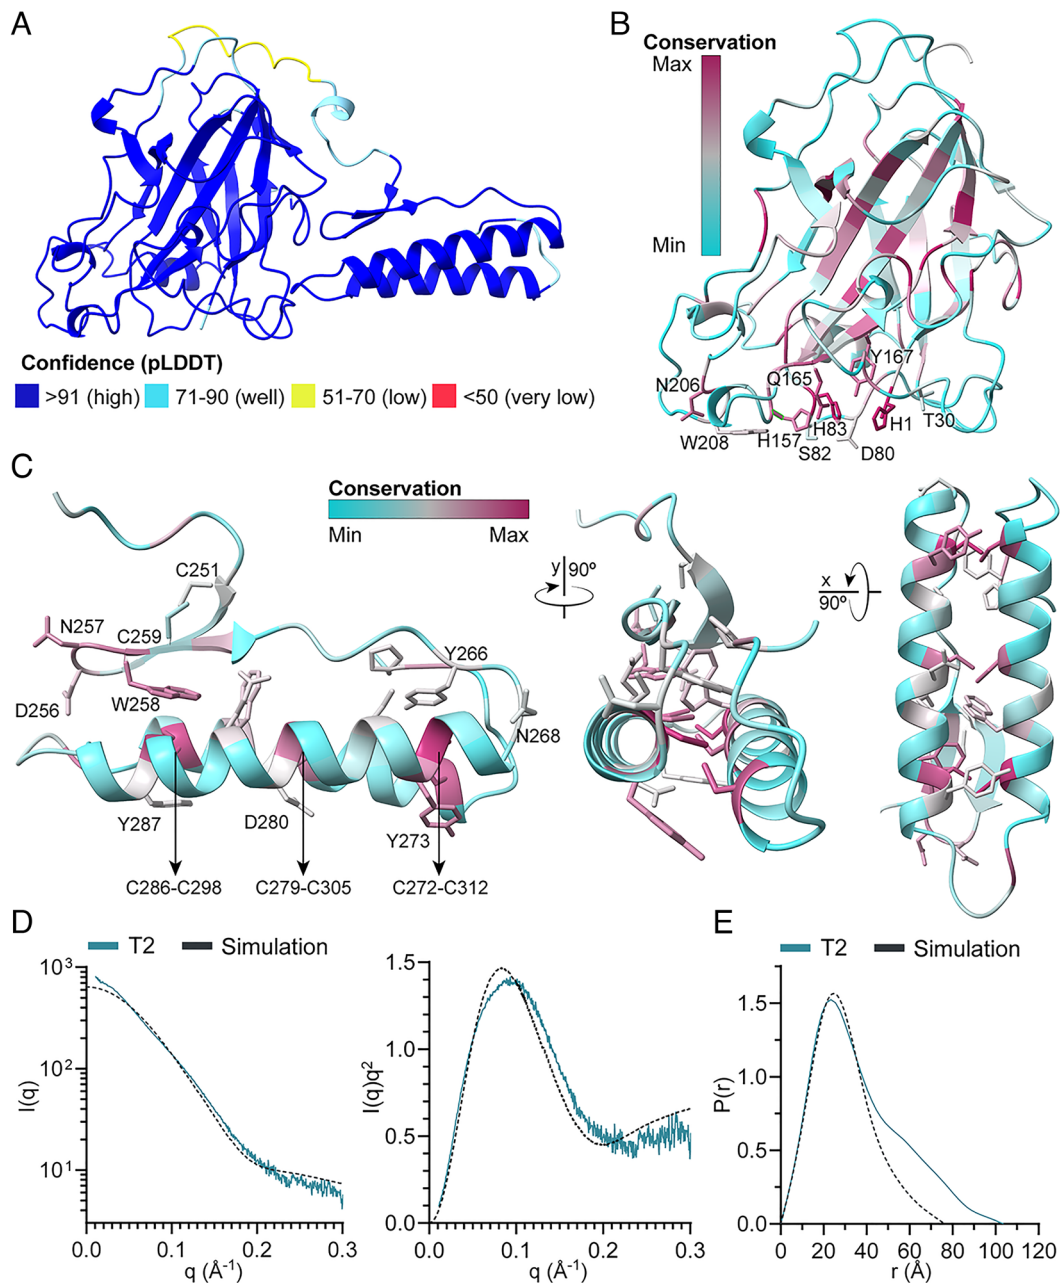 A
Confidence (pLDDT)
>91 (high)  71-90 (well)  51-70 (low)  <50 (very low)
B
Conservation
Max
Min
Y167
Q165
N206
H1
T30
H83
W208
H157
S82
D80
C
Conservation
Min Max
C251
N257
C259
Y266
W258
D256
N268
Y287
D280
Y273
C286-C298
C279-C305
C272-C312
y 90º
x
90º
D
T2 Simulation
10³
10²
10¹
I(q)
0.0 0.1 0.2 0.3
q (Å⁻¹)
1.5
1.0
0.5
0.0
I(q)q²
0.0 0.1 0.2 0.3
q (Å⁻¹)
E
T2 Simulation
1.5
1.0
0.5
0.0
P(r)
0 20 40 60 80 100 120
r (Å)